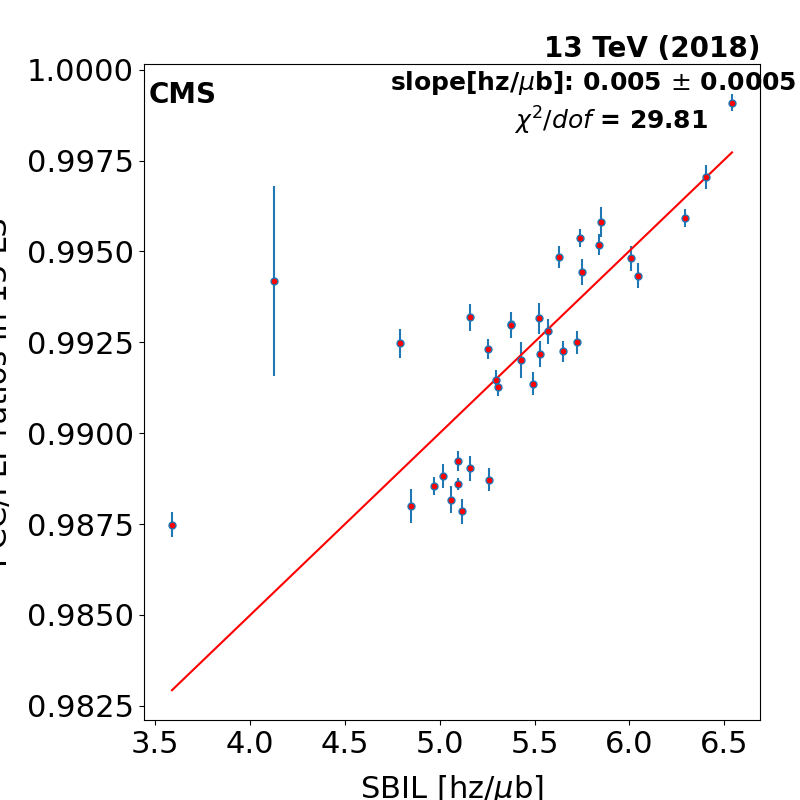 13 TeV (2018)
CMS
slope[hz/μb]: 0.005 ± 0.0005
χ²/dof = 29.81
1.0000
0.9975
0.9950
0.9925
0.9900
0.9875
0.9850
0.9825
3.5 4.0 4.5 5.0 5.5 6.0 6.5
SBIL [hz/μb]